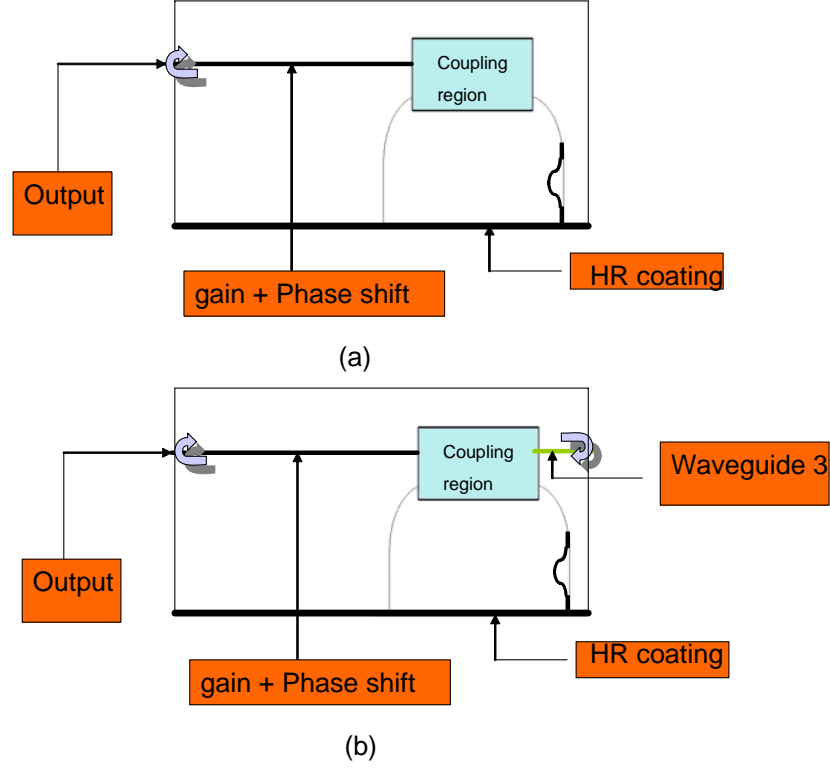 Coupling
region
Output
gain + Phase shift
HR coating
(a)
Coupling
region
Waveguide 3
Output
HR coating
gain + Phase shift
(b)